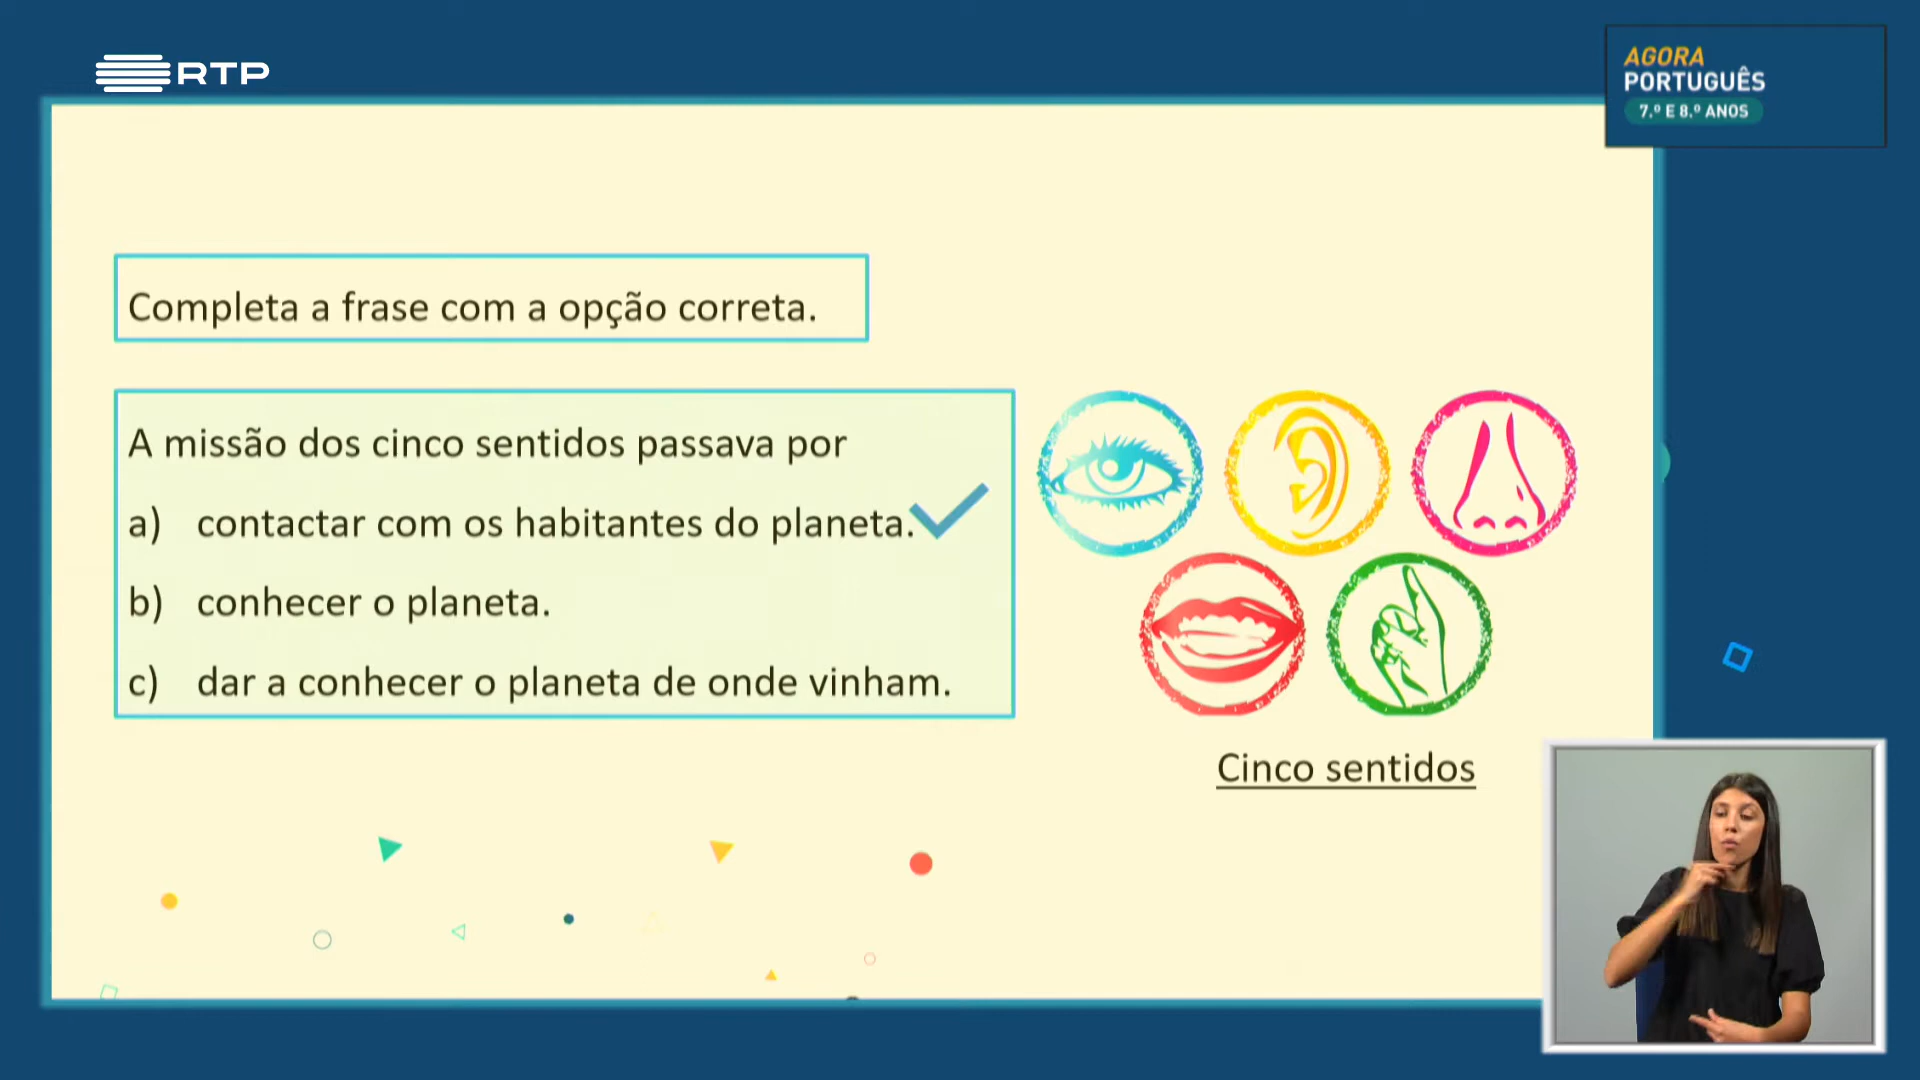 RTP
AGORA
PORTUGUÊS
7.º E 8.º ANOS
Completa a frase com a opção correta.
A missão dos cinco sentidos passava por
a) contactar com os habitantes do planeta.
b) conhecer o planeta.
c) dar a conhecer o planeta de onde vinham.
Cinco sentidos